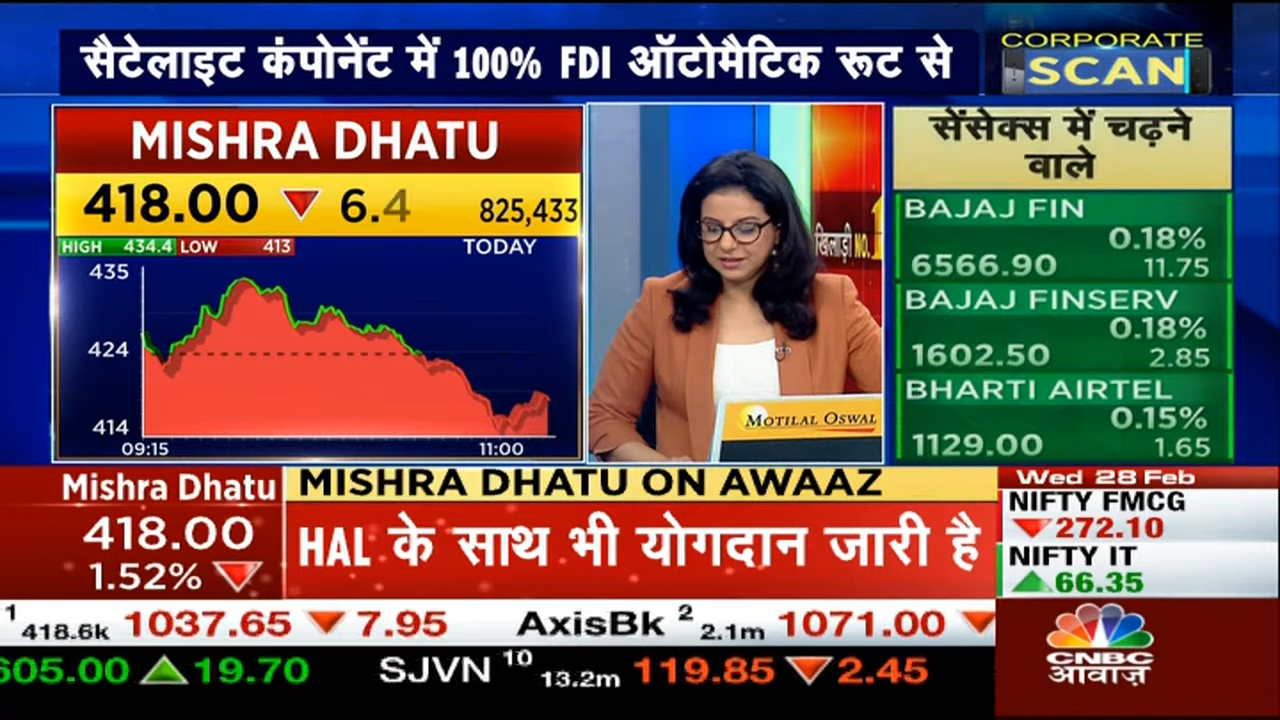 सैटेलाइट कंपोनेंट में 100% FDI ऑटोमैटिक रूट से
CORPORATE
SCAN
MISHRA DHATU
418.00 6.4 825,433
HIGH 434.4 LOW 413 TODAY
435
424
414
09:15 11:00
खिलाड़ी NO.
MOTILAL OSWAL
सेंसेक्स में चढ़ने
वाले
BAJAJ FIN
0.18%
6566.90 11.75
BAJAJ FINSERV
0.18%
1602.50 2.85
BHARTI AIRTEL
0.15%
1129.00 1.65
Mishra Dhatu
418.00
1.52%
MISHRA DHATU ON AWAAZ
HAL के साथ भी योगदान जारी है
Wed 28 Feb
NIFTY FMCG
272.10
NIFTY IT
66.35
1 418.6k 1037.65 7.95 AxisBk 2 2.1m 1071.00
605.00 19.70 SJVN 10 13.2m 119.85 2.45
CNBC
आवाज़